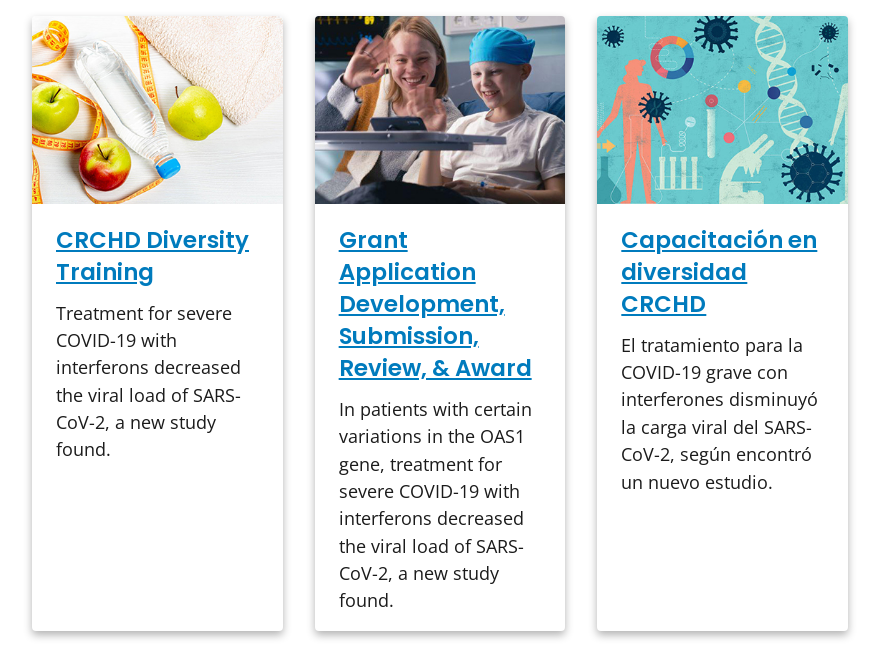 CRCHD Diversity
Training
Treatment for severe
COVID-19 with
interferons decreased
the viral load of SARS-
CoV-2, a new study
found.
Grant
Application
Development,
Submission,
Review, & Award
In patients with certain
variations in the OAS1
gene, treatment for
severe COVID-19 with
interferons decreased
the viral load of SARS-
CoV-2, a new study
found.
Capacitación en
diversidad
CRCHD
El tratamiento para la
COVID-19 grave con
interferones disminuyó
la carga viral del SARS-
CoV-2, según encontró
un nuevo estudio.